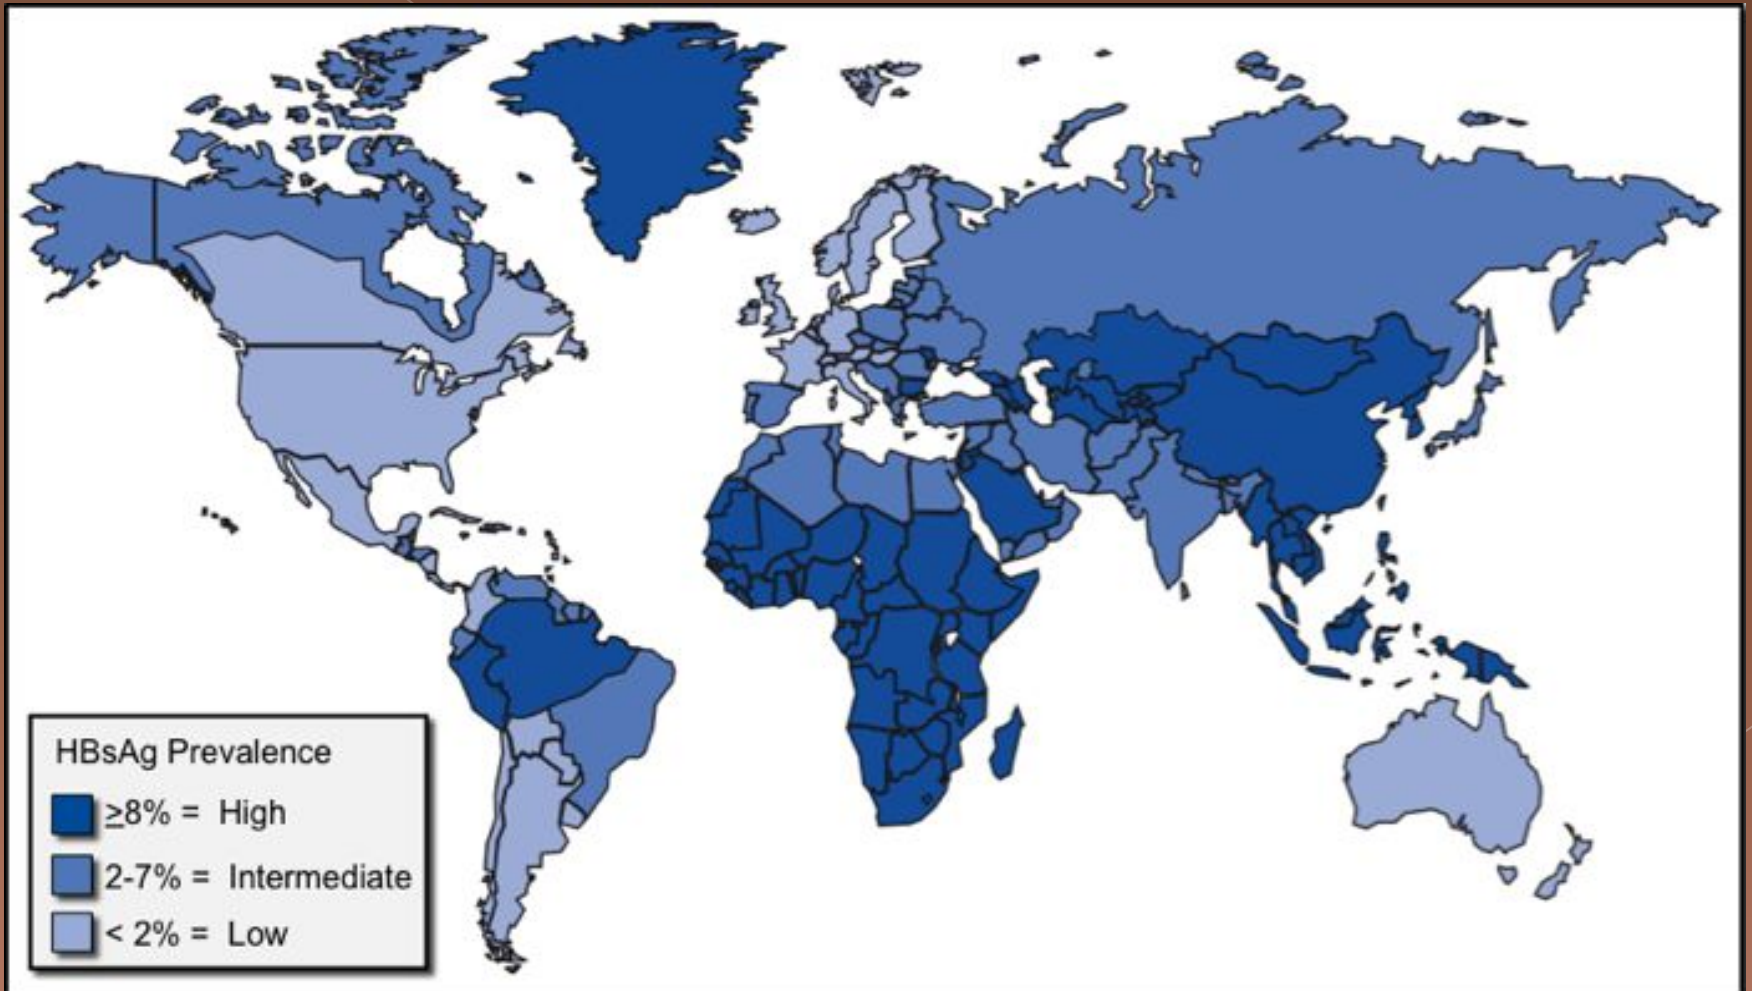 HBsAg Prevalence
≥8% = High
2-7% = Intermediate
< 2% = Low